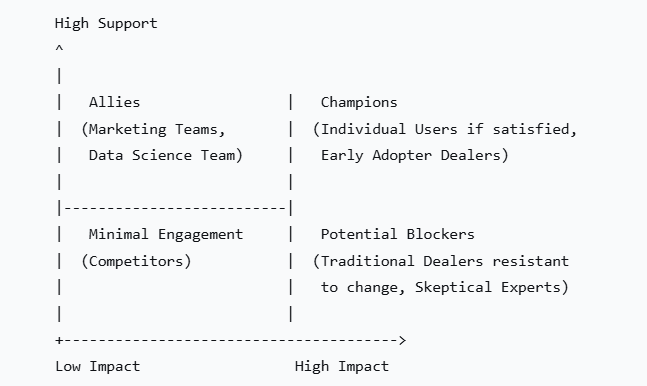 High Support
^
|
|   Allies                 |   Champions
|  (Marketing Teams,       |  (Individual Users if satisfied,
|   Data Science Team)     |   Early Adopter Dealers)
|                          |
|--------------------------|
|   Minimal Engagement     |   Potential Blockers
|  (Competitors)           |  (Traditional Dealers resistant
|                          |   to change, Skeptical Experts)
|                          |
+--------------------------------------->
Low Impact                  High Impact